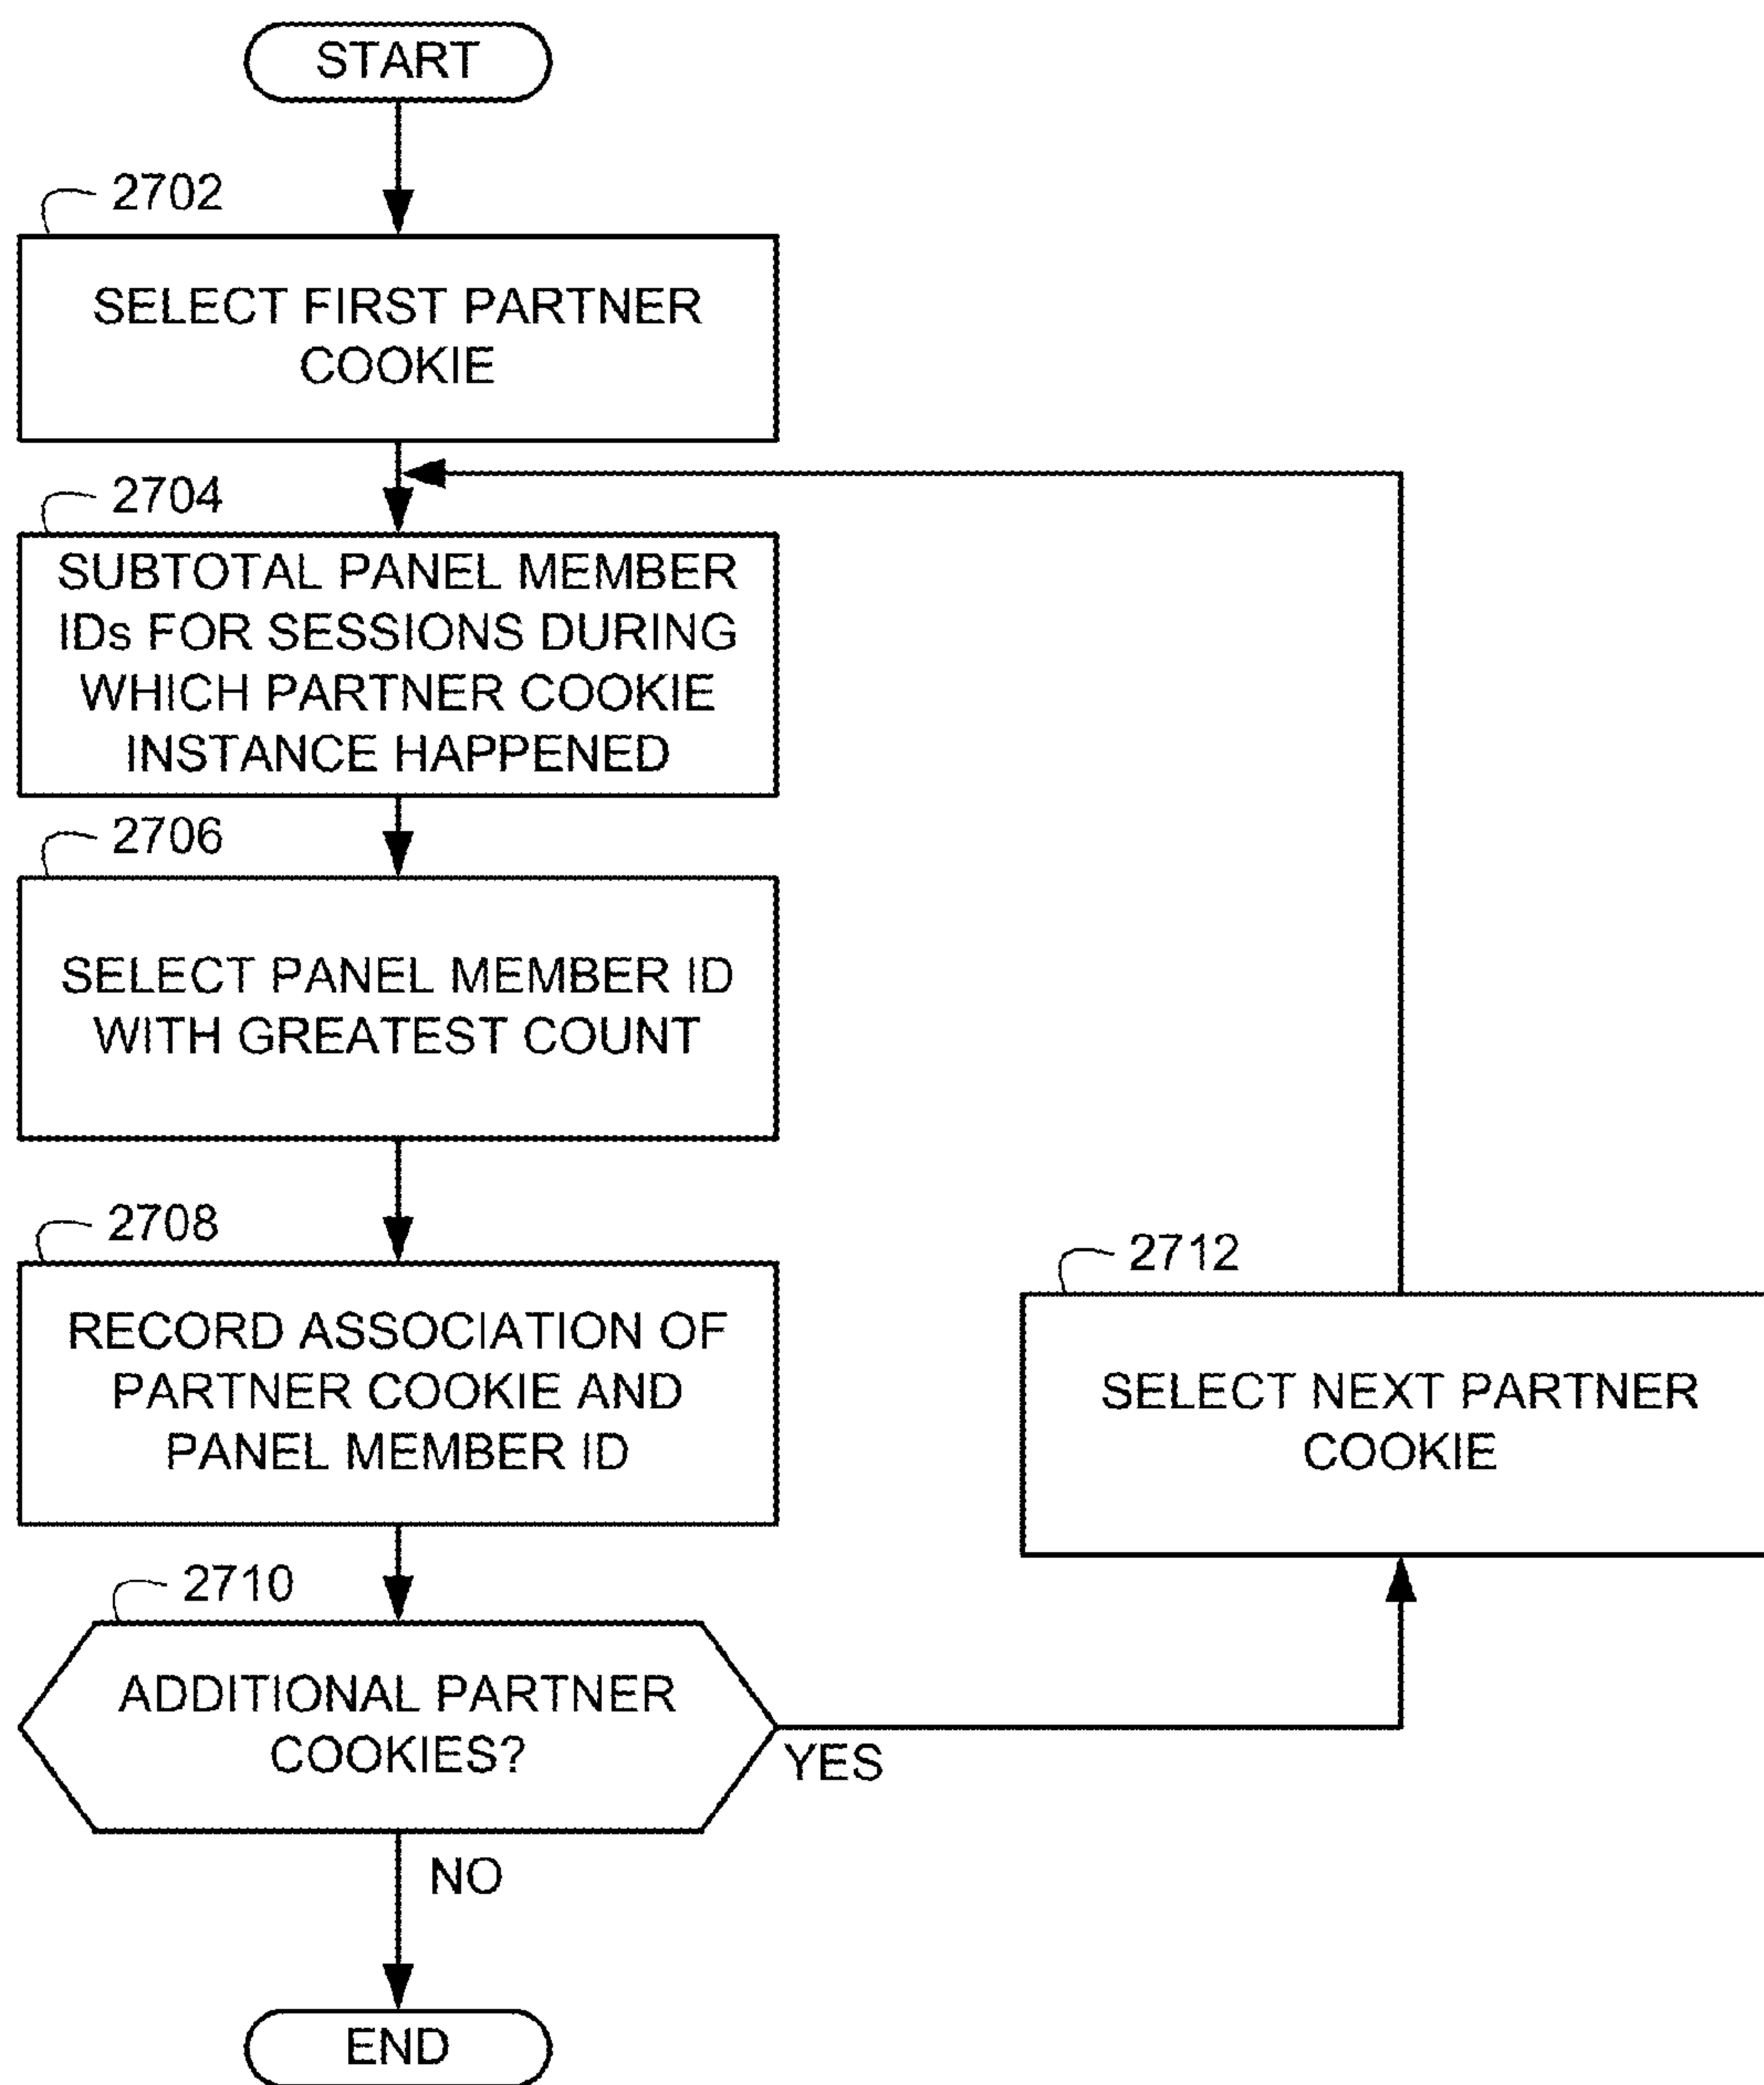 START
2702
SELECT FIRST PARTNER
COOKIE
2704
SUBTOTAL PANEL MEMBER
IDs FOR SESSIONS DURING
WHICH PARTNER COOKIE
INSTANCE HAPPENED
2706
SELECT PANEL MEMBER ID
WITH GREATEST COUNT
2708
RECORD ASSOCIATION OF
PARTNER COOKIE AND
PANEL MEMBER ID
2712
SELECT NEXT PARTNER
COOKIE
2710
ADDITIONAL PARTNER
COOKIES?
YES
NO
END